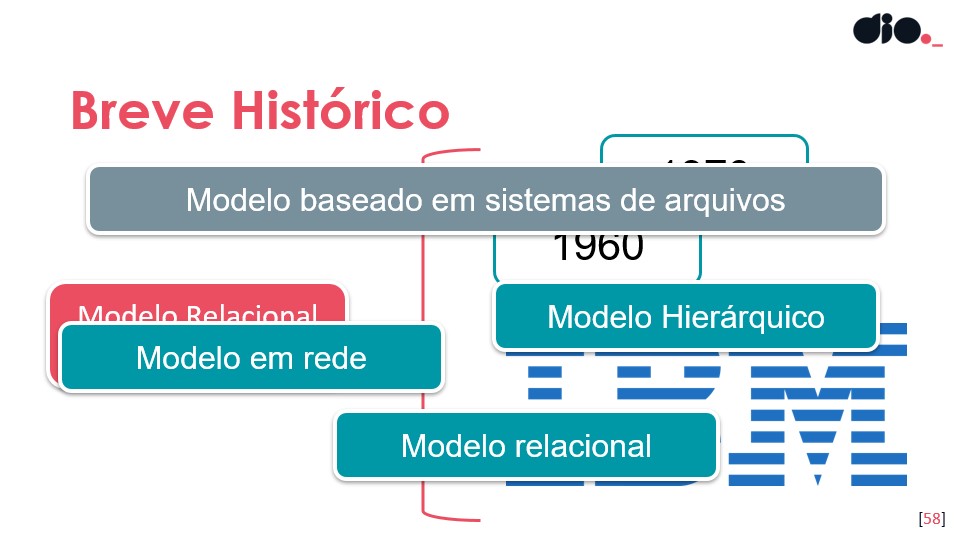 dio._
Breve Histórico
Modelo baseado em sistemas de arquivos
1960
Modelo Relacional
Modelo Hierárquico
Modelo em rede
Modelo relacional
IBM
[58]